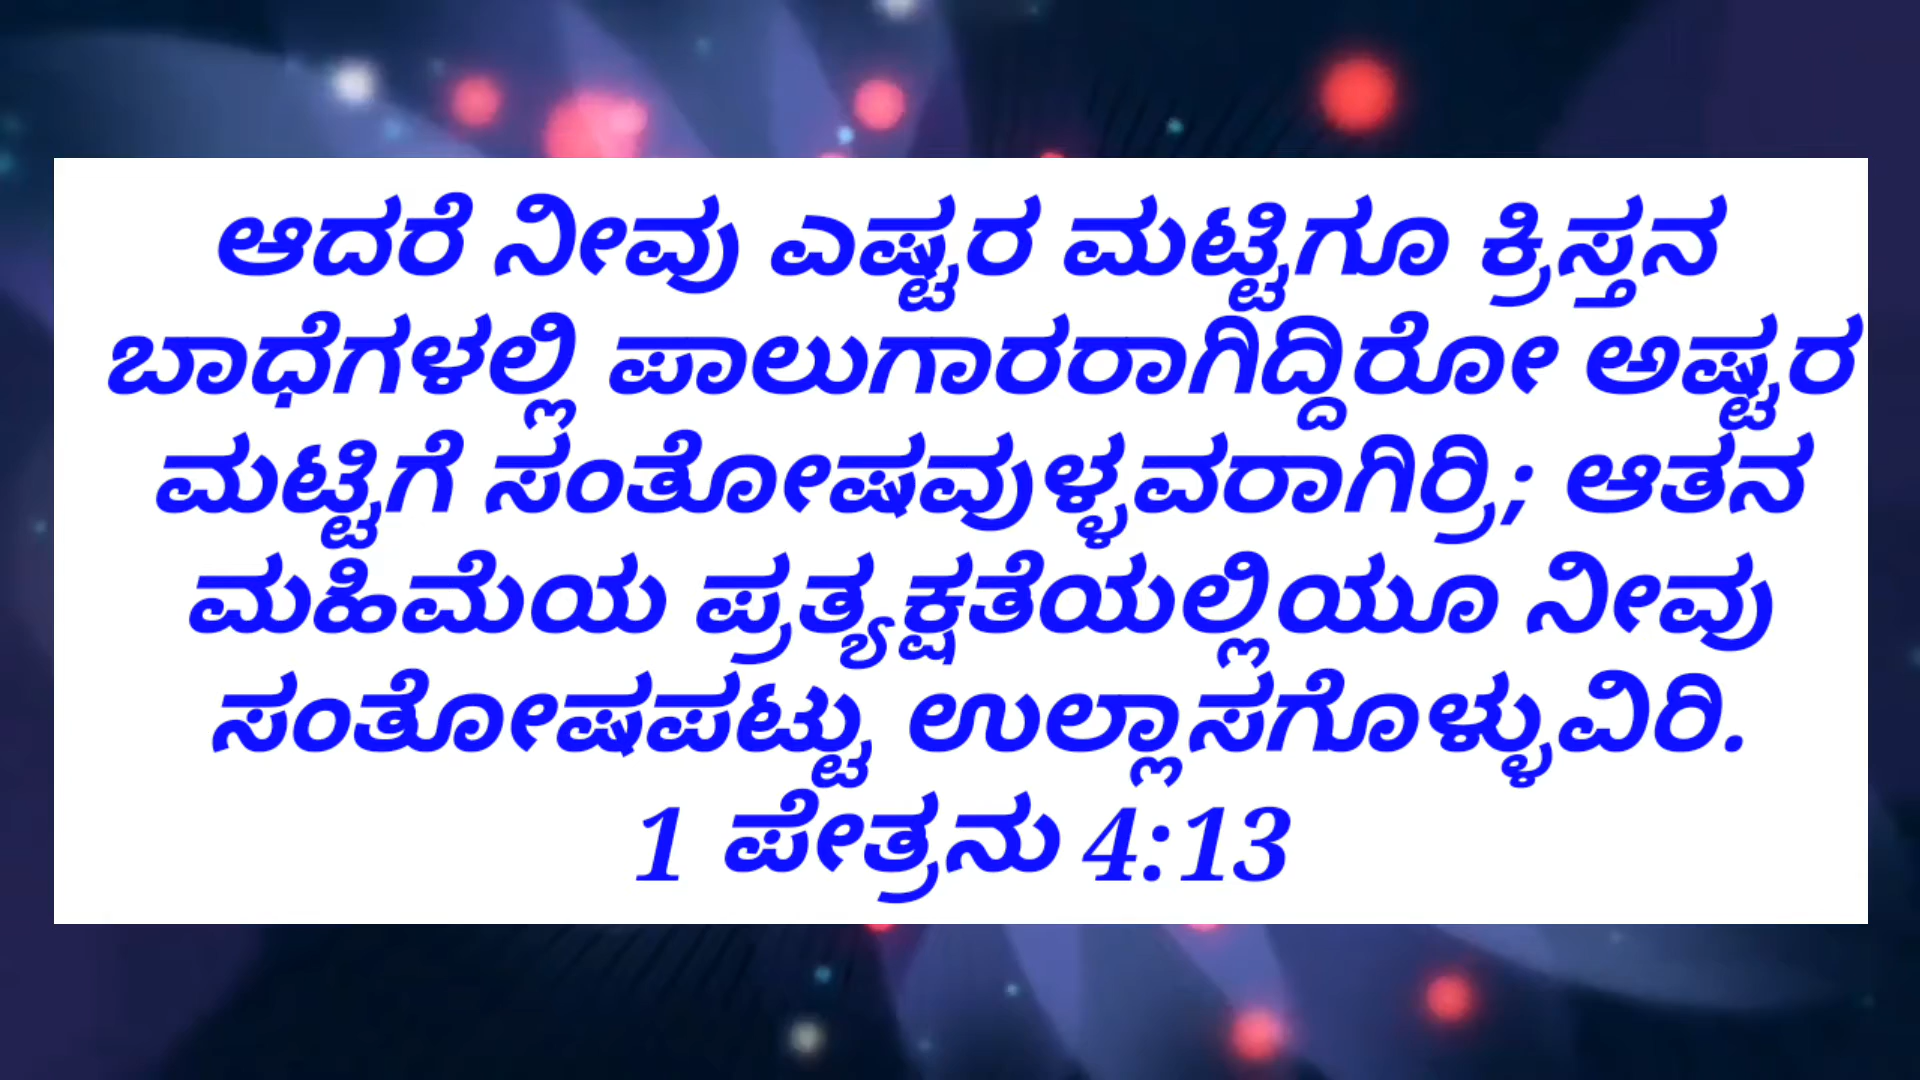 ಆದರೆ ನೀವು ಎಷ್ಟರ ಮಟ್ಟಿಗೂ ಕ್ರಿಸ್ತನ
ಬಾಧೆಗಳಲ್ಲಿ ಪಾಲುಗಾರರಾಗಿದ್ದಿರೋ ಅಷ್ಟರ
ಮಟ್ಟಿಗೆ ಸಂತೋಷವುಳ್ಳವರಾಗಿರ್ರಿ; ಆತನ
ಮಹಿಮೆಯ ಪ್ರತ್ಯಕ್ಷತೆಯಲ್ಲಿಯೂ ನೀವು
ಸಂತೋಷಪಟ್ಟು ಉಲ್ಲಾಸಗೊಳ್ಳುವಿರಿ.
1 ಪೇತ್ರನು 4:13